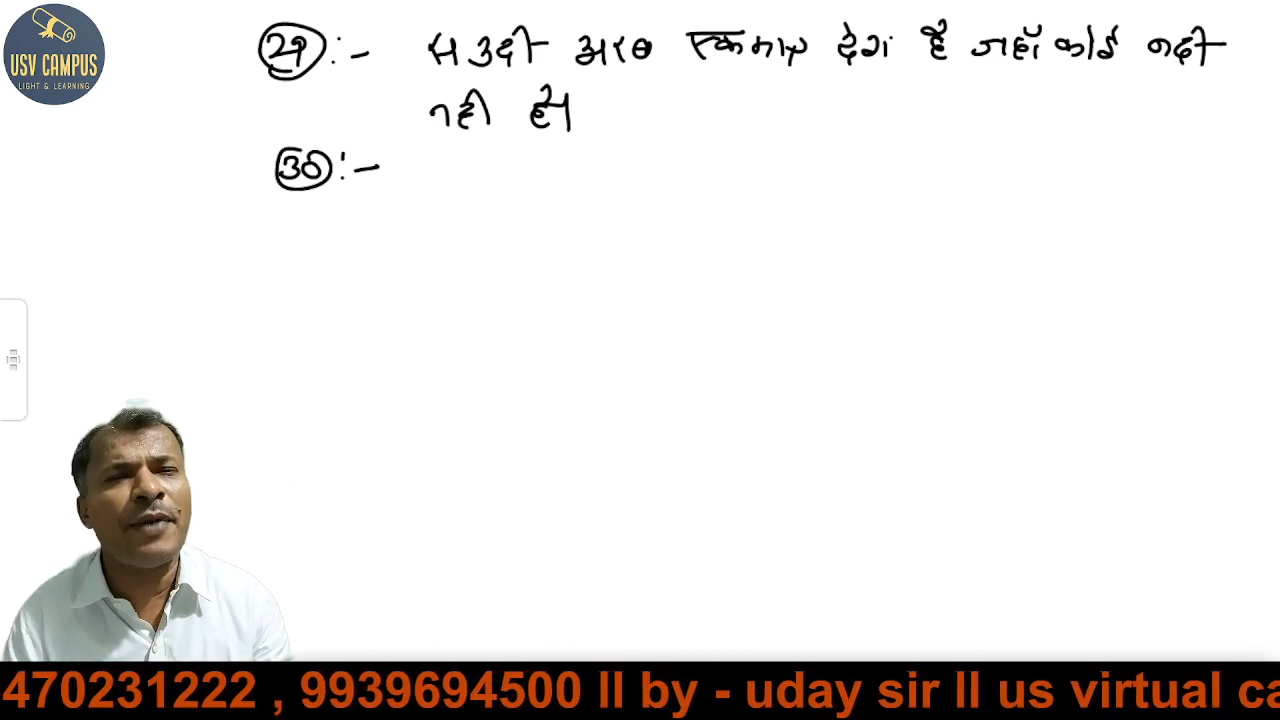 USV CAMPUS
LIGHT & LEARNING
29:- सउदी अरब एकमात्र देश है जहाँ कोई नदी
नही है।
30:-
470231222 , 9939694500 ll by - uday sir ll us virtual ca